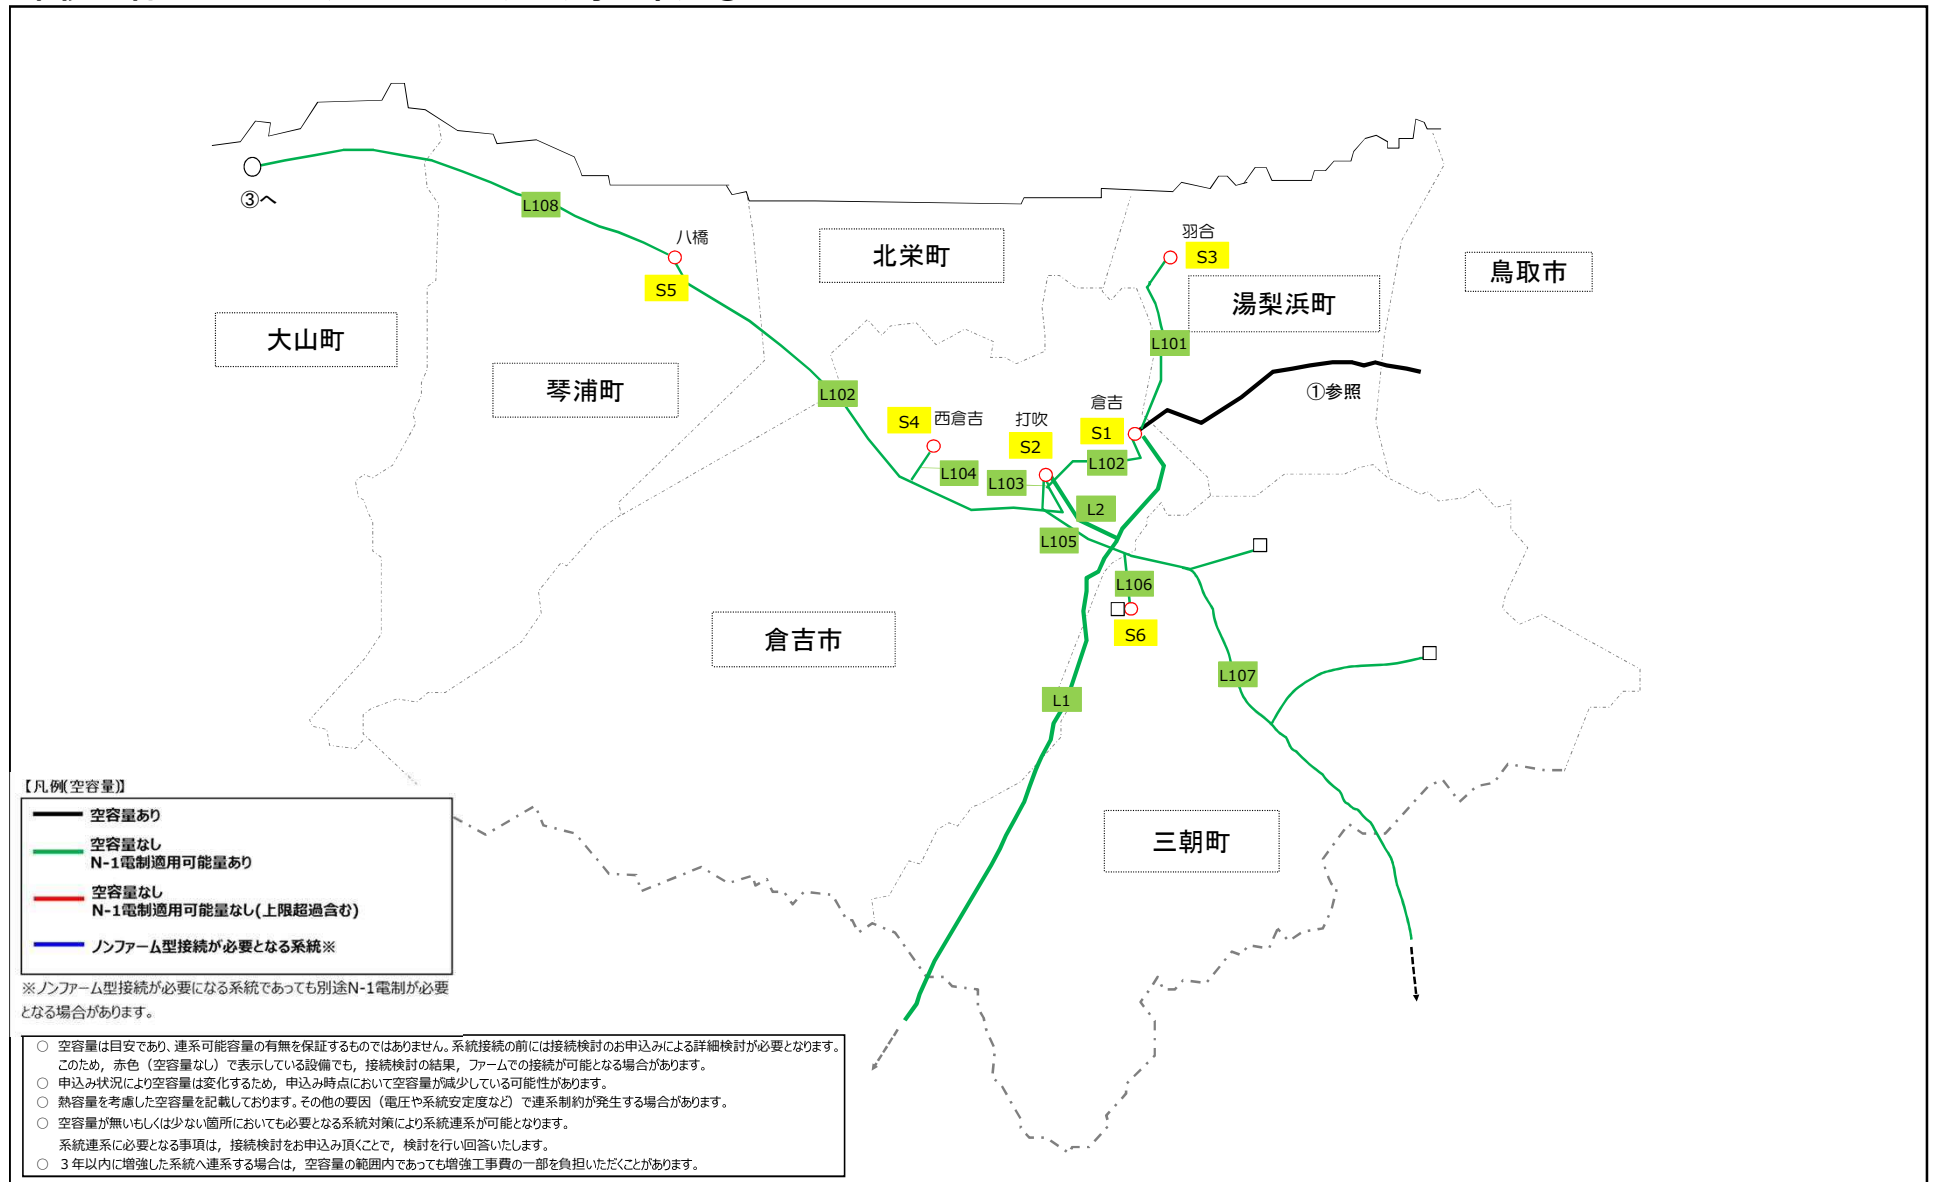 ③へ
L108
八橋
S5
北栄町
羽合
S3
鳥取市
湯梨浜町
大山町
L101
琴浦町
L102
①参照
倉吉
S4
西倉吉
打吹
S1
S2
L102
L104
L103
L2
L105
L106
S6
倉吉市
L107
L1
三朝町
【凡例(空容量)】
空容量あり
空容量なし
N-1電制適用可能量あり
空容量なし
N-1電制適用可能量なし(上限超過含む)
ノンファーム型接続が必要となる系統※
※ノンファーム型接続が必要になる系統であっても別途N-1電制が必要
となる場合があります。
○ 空容量は目安であり、連系可能容量の有無を保証するものではありません。系統接続の前には接続検討のお申込みによる詳細検討が必要となります。
このため，赤色（空容量なし）で表示している設備でも，接続検討の結果，ファームでの接続が可能となる場合があります。
○ 申込み状況により空容量は変化するため，申込み時点において空容量が減少している可能性があります。
○ 熱容量を考慮した空容量を記載しております。その他の要因（電圧や系統安定度など）で連系制約が発生する場合があります。
○ 空容量が無いもしくは少ない箇所においても必要となる系統対策により系統連系が可能となります。
系統連系に必要となる事項は，接続検討をお申込み頂くことで，検討を行い回答いたします。
○ ３年以内に増強した系統へ連系する場合は，空容量の範囲内であっても増強工事費の一部を負担いただくことがあります。